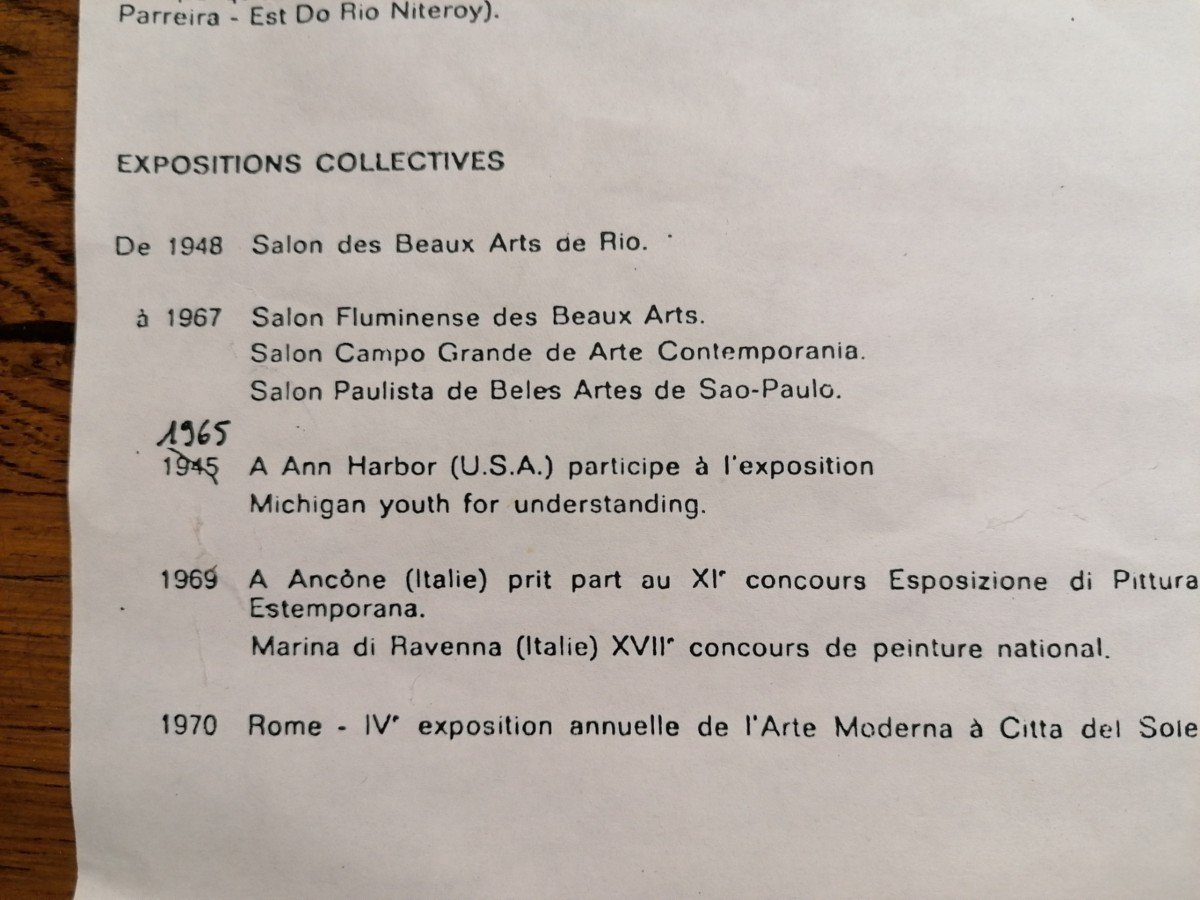 Parreira - Est Do Rio Niteroy).
EXPOSITIONS COLLECTIVES
De 1948 Salon des Beaux Arts de Rio.
à 1967 Salon Fluminense des Beaux Arts.
Salon Campo Grande de Arte Contemporania.
Salon Paulista de Beles Artes de Sao-Paulo.
1965
1945 A Ann Harbor (U.S.A.) participe à l'exposition
Michigan youth for understanding.
1969 A Ancône (Italie) prit part au XIe concours Esposizione di Pittura
Estemporana.
Marina di Ravenna (Italie) XVIIe concours de peinture national.
1970 Rome - IVe exposition annuelle de l'Arte Moderna à Citta del Sole